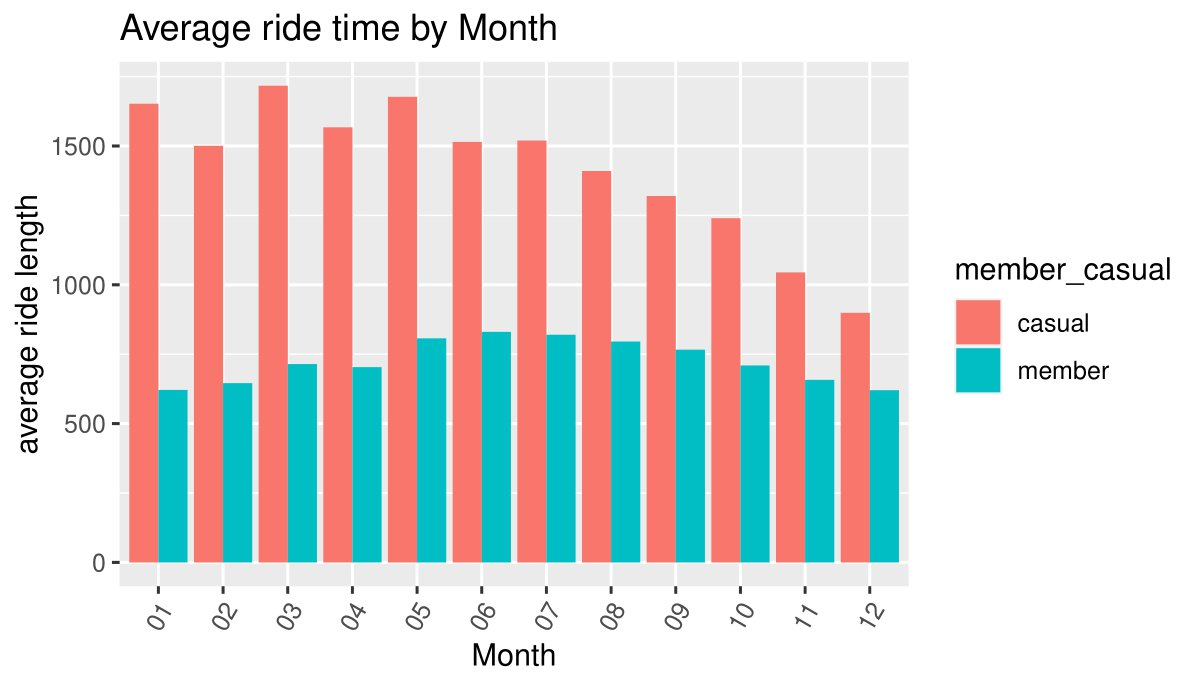 Average ride time by Month
average ride length
1500
1000
500
0
01 02 03 04 05 06 07 08 09 10 11 12
Month
member_casual
casual
member